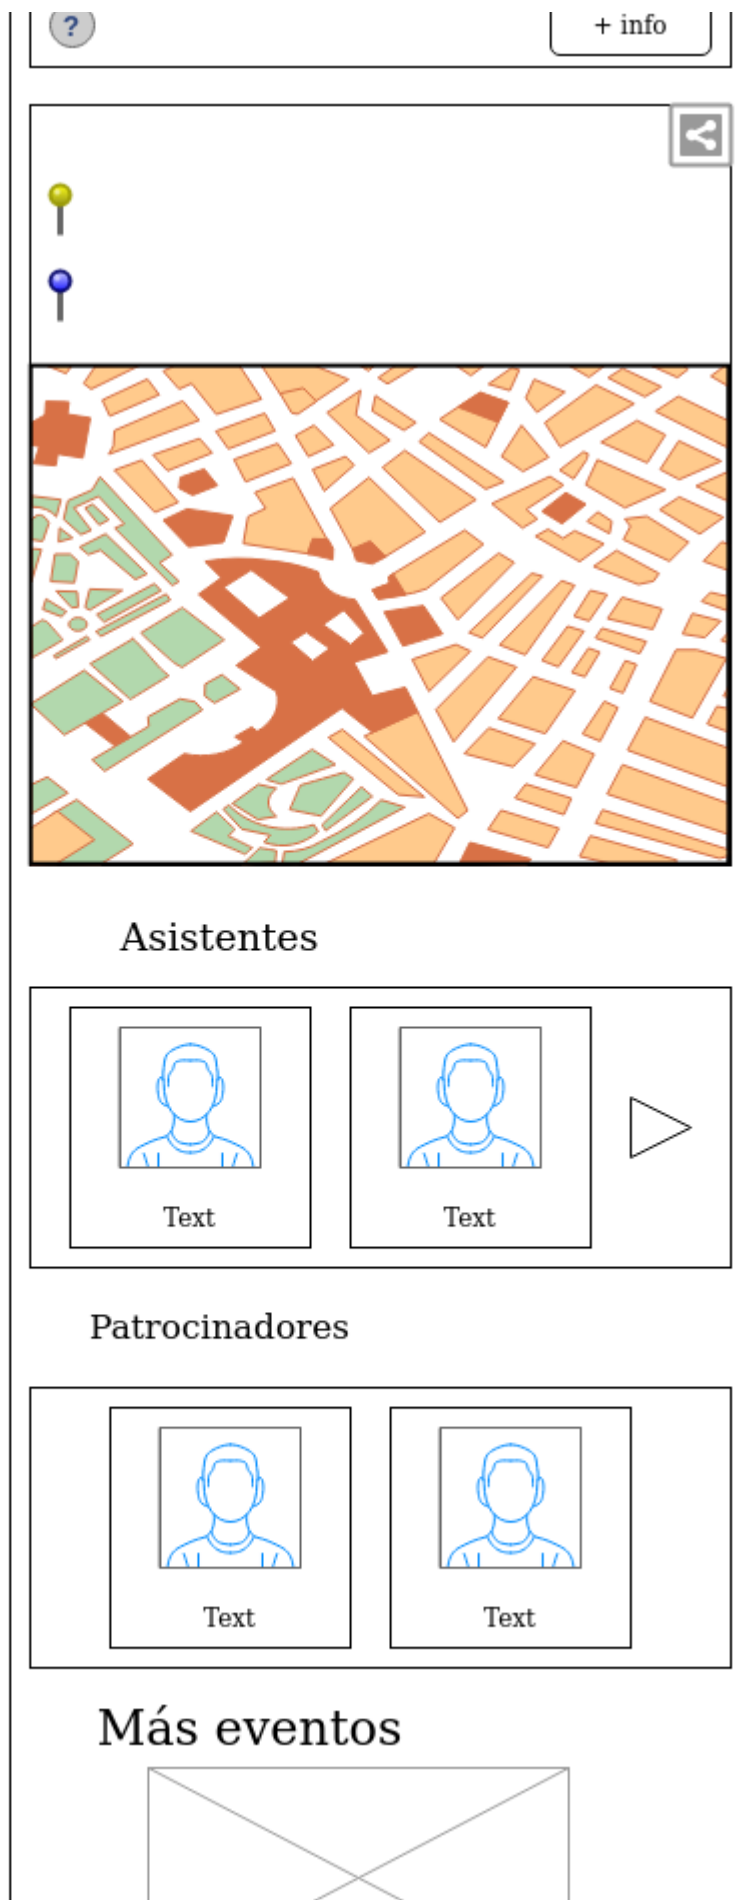 ?
+ info
Asistentes
Text
Text
Patrocinadores
Text
Text
Más eventos